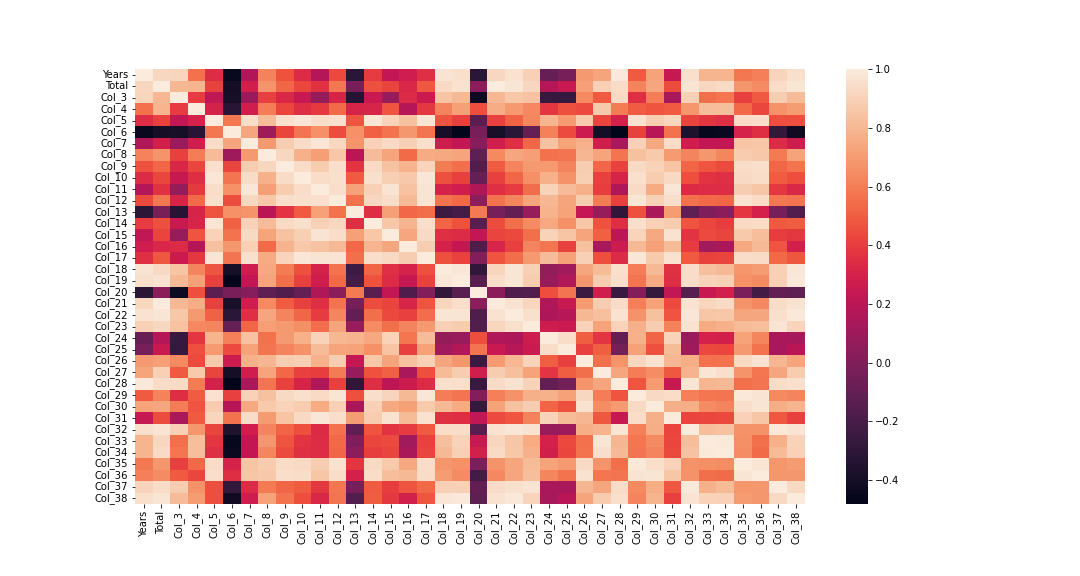 Years
Total
Col_3
Col_4
Col_5
Col_6
Col_7
Col_8
Col_9
Col_10
Col_11
Col_12
Col_13
Col_14
Col_15
Col_16
Col_17
Col_18
Col_19
Col_20
Col_21
Col_22
Col_23
Col_24
Col_25
Col_26
Col_27
Col_28
Col_29
Col_30
Col_31
Col_32
Col_33
Col_34
Col_35
Col_36
Col_37
Col_38
Years
Total
Col_3
Col_4
Col_5
Col_6
Col_7
Col_8
Col_9
Col_10
Col_11
Col_12
Col_13
Col_14
Col_15
Col_16
Col_17
Col_18
Col_19
Col_20
Col_21
Col_22
Col_23
Col_24
Col_25
Col_26
Col_27
Col_28
Col_29
Col_30
Col_31
Col_32
Col_33
Col_34
Col_35
Col_36
Col_37
Col_38
1.0
0.8
0.6
0.4
0.2
0.0
−0.2
−0.4